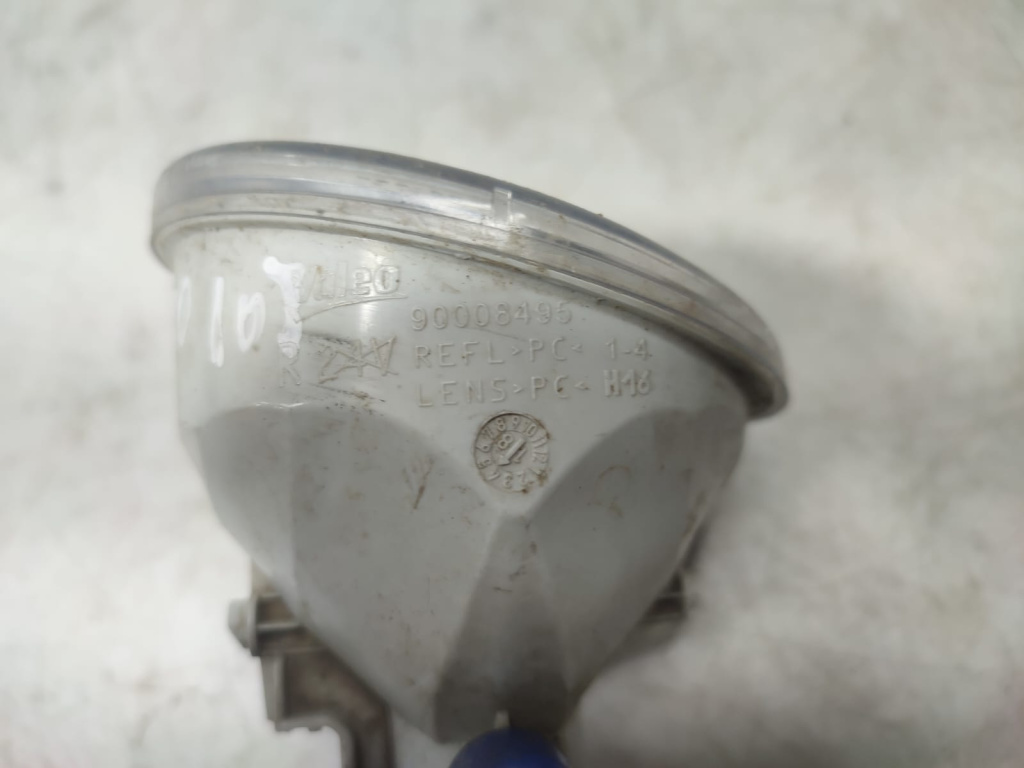 Valeo
90008495
REFL>PC< 1-4
LENS>PC< H16